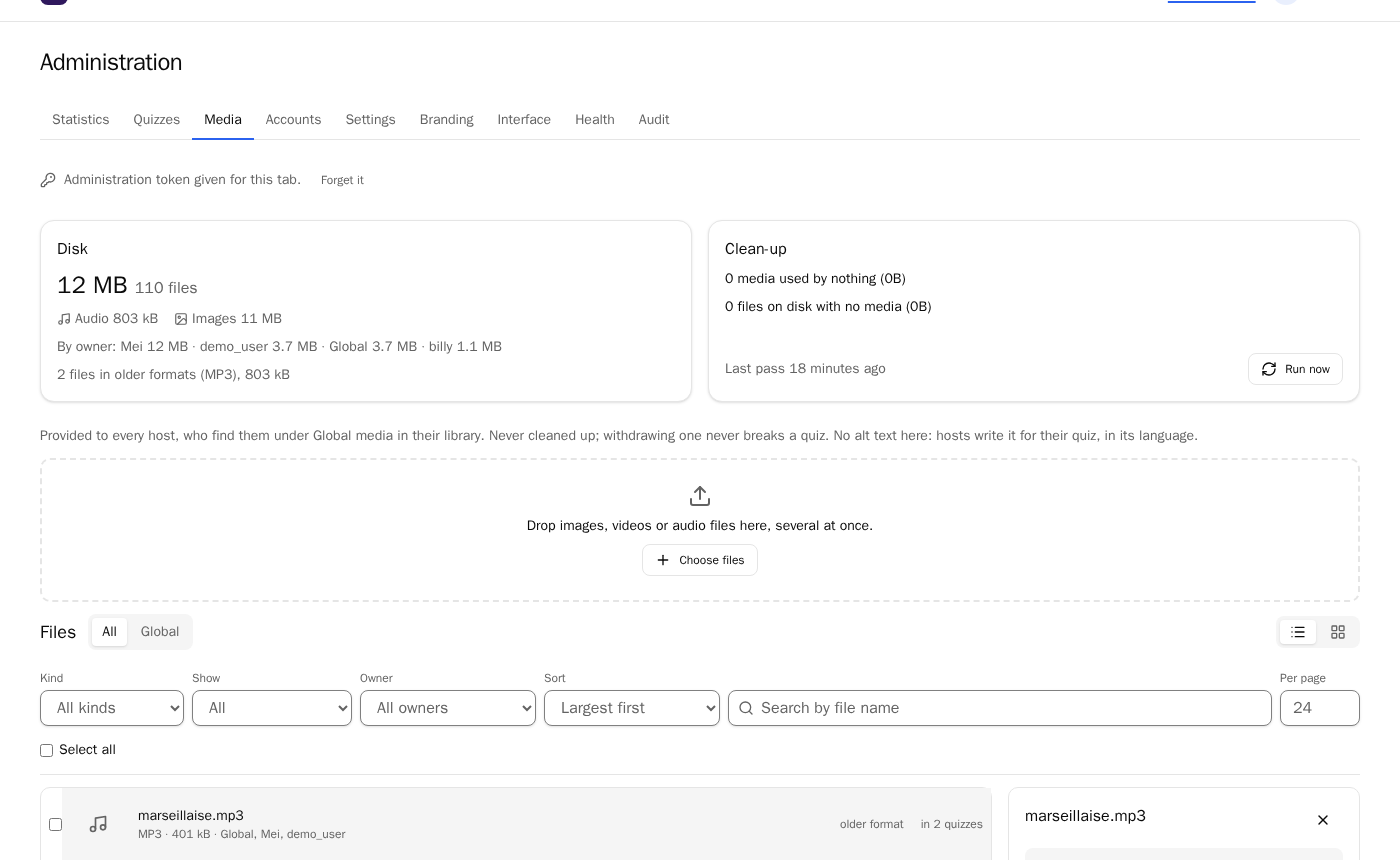 Administration
Statistics Quizzes Media Accounts Settings Branding Interface Health Audit
Administration token given for this tab. Forget it
Disk
12 MB 110 files
Audio 803 kB Images 11 MB
By owner: Mei 12 MB · demo_user 3.7 MB · Global 3.7 MB · billy 1.1 MB
2 files in older formats (MP3), 803 kB
Clean-up
0 media used by nothing (0B)
0 files on disk with no media (0B)
Last pass 18 minutes ago Run now
Provided to every host, who find them under Global media in their library. Never cleaned up; withdrawing one never breaks a quiz. No alt text here: hosts write it for their quiz, in its language.
Drop images, videos or audio files here, several at once.
Choose files
Files All Global
Kind Show Owner Sort Per page
All kinds All All owners Largest first Search by file name 24
Select all
marseillaise.mp3
MP3 · 401 kB · Global, Mei, demo_user
older format in 2 quizzes
marseillaise.mp3